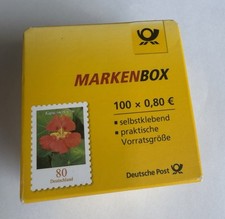 MARKENBOX
100 x 0,80 €
• selbstklebend
• praktische
Vorratsgröße
80
Deutschland
Deutsche Post